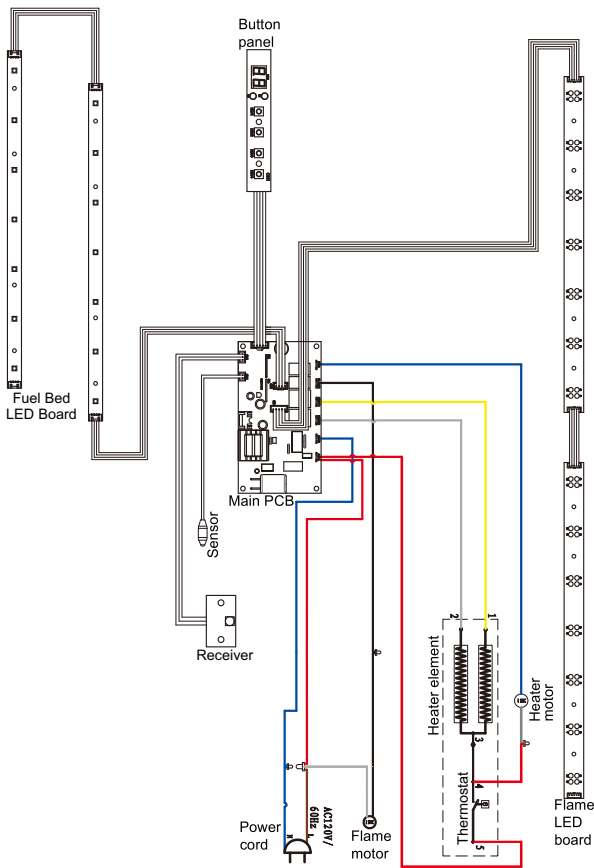 Button
panel
Fuel Bed
LED Board
Main PCB
Sensor
Receiver
2
1
Heater element
3
Heater
motor
4
Thermostat
5
AC120V/
60Hz
N
L
Power
cord
M
Flame
motor
M
Flame
LED
board